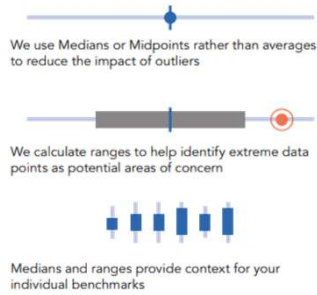 We use Medians or Midpoints rather than averages
to reduce the impact of outliers
We calculate ranges to help identify extreme data
points as potential areas of concern
Medians and ranges provide context for your
individual benchmarks